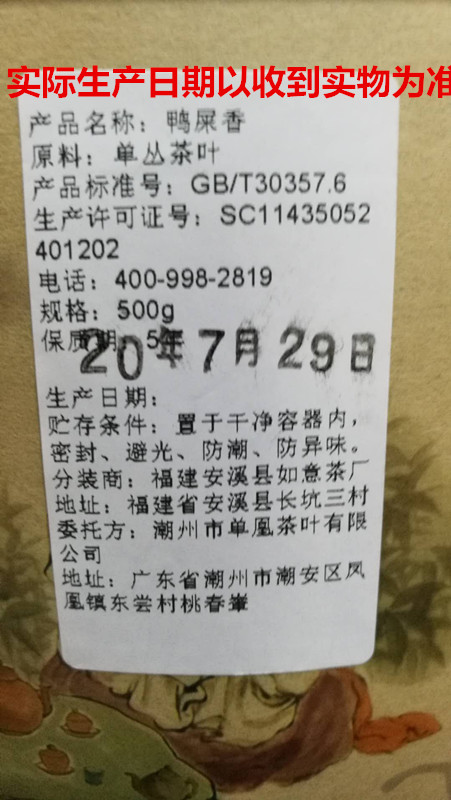 实际生产日期以收到实物为准
产品名称：鸭屎香
原料：单丛茶叶
产品标准号：GB/T30357.6
生产许可证号：SC11435052
401202
电话：400-998-2819
规格：500g
保质期：5年
20年7月29日
生产日期：
贮存条件：置于干净容器内，
密封、避光、防潮、防异味。
分装商：福建安溪县如意茶厂
地址：福建省安溪县长坑三村
委托方：潮州市单凰茶叶有限
公司
地址：广东省潮州市潮安区凤
凰镇东尝村桃春輋